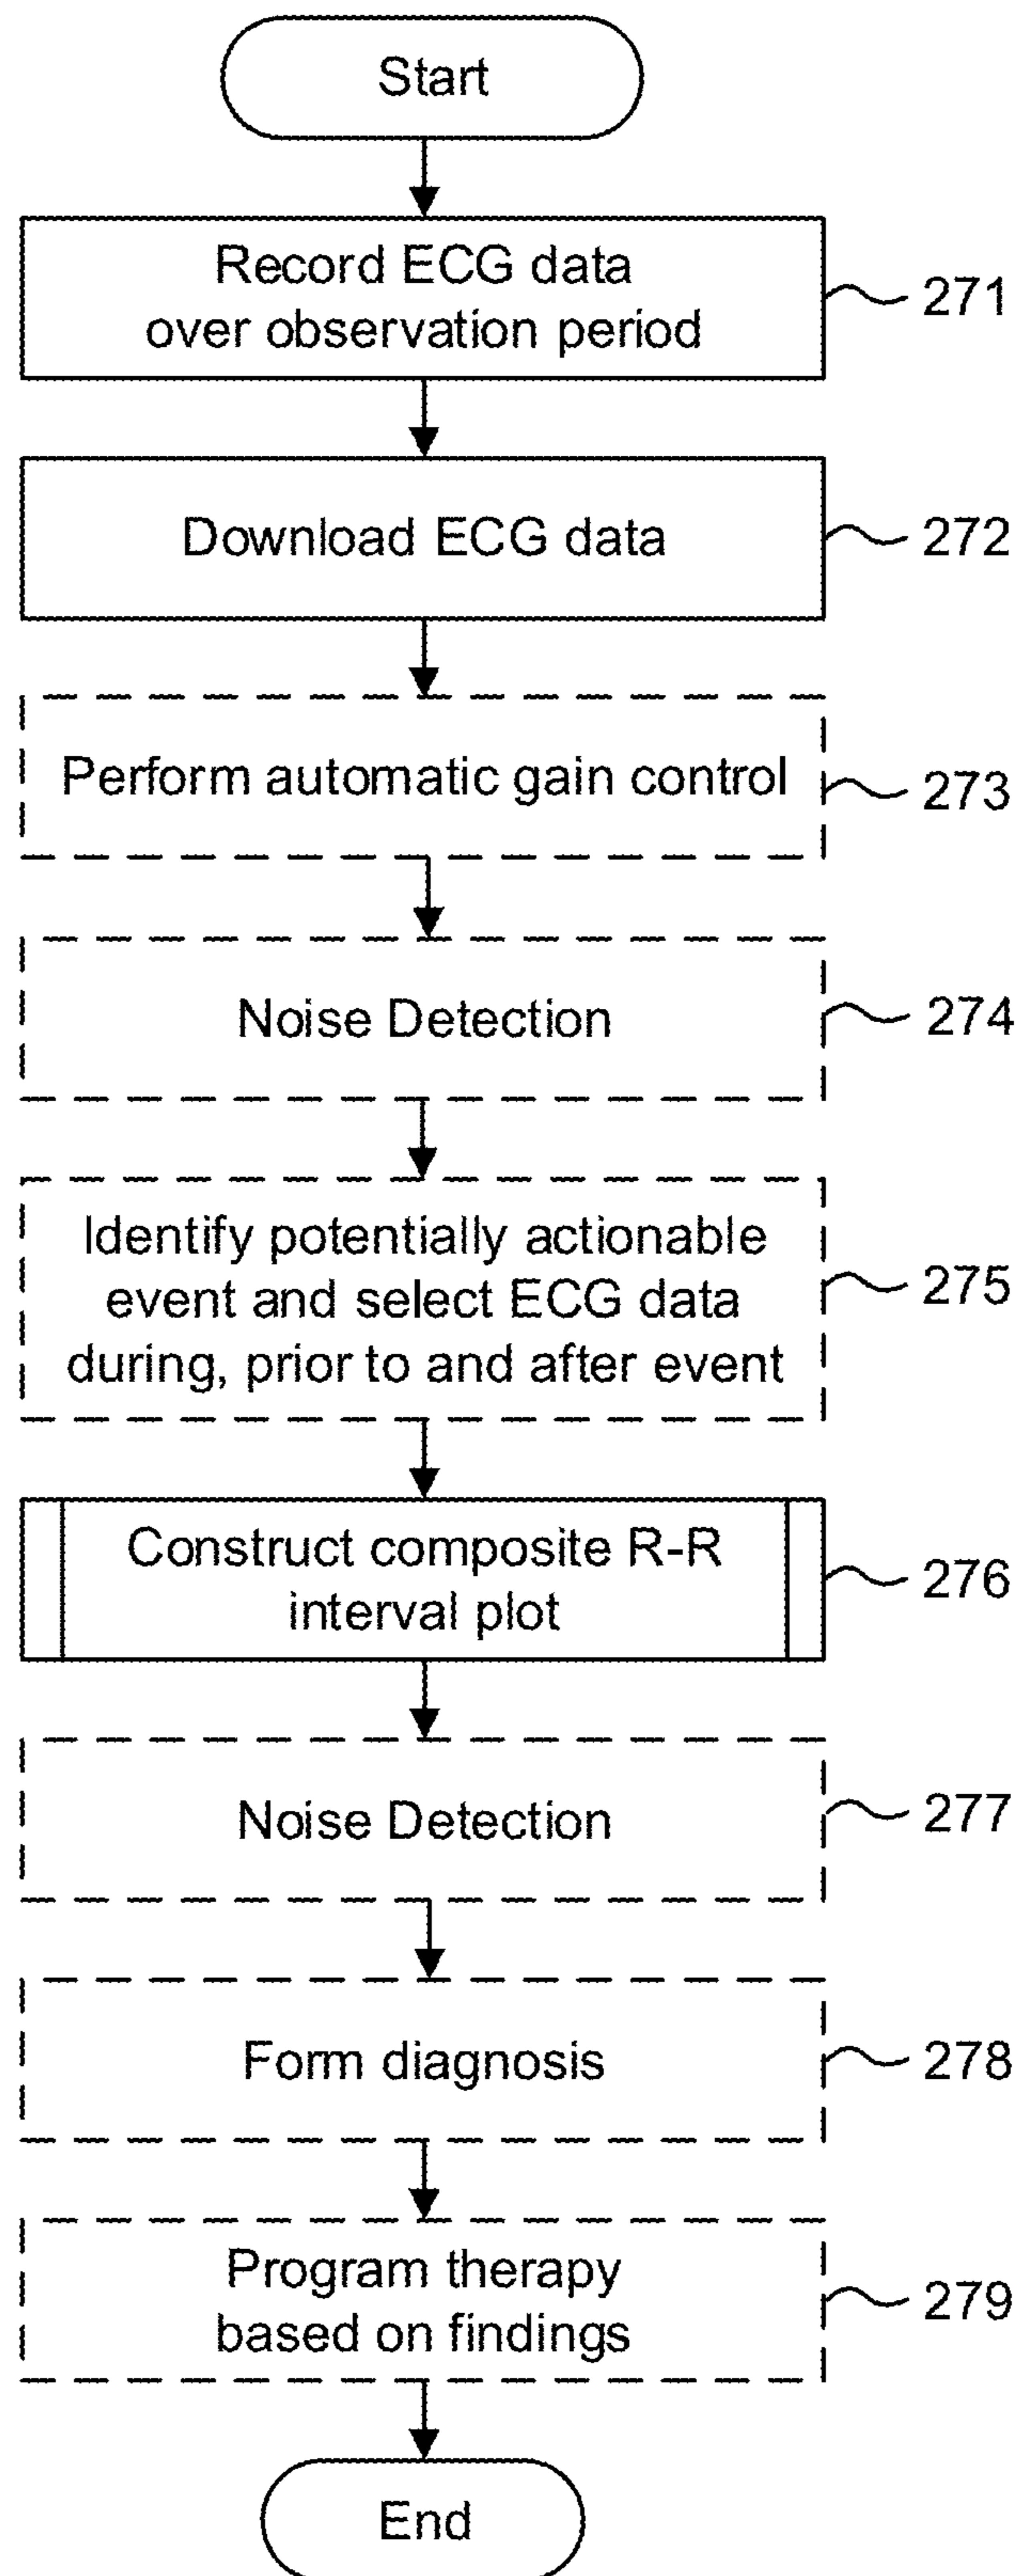 Start
Record ECG data
over observation period
271
Download ECG data
272
Perform automatic gain control
273
Noise Detection
274
Identify potentially actionable
event and select ECG data
during, prior to and after event
275
Construct composite R-R
interval plot
276
Noise Detection
277
Form diagnosis
278
Program therapy
based on findings
279
End